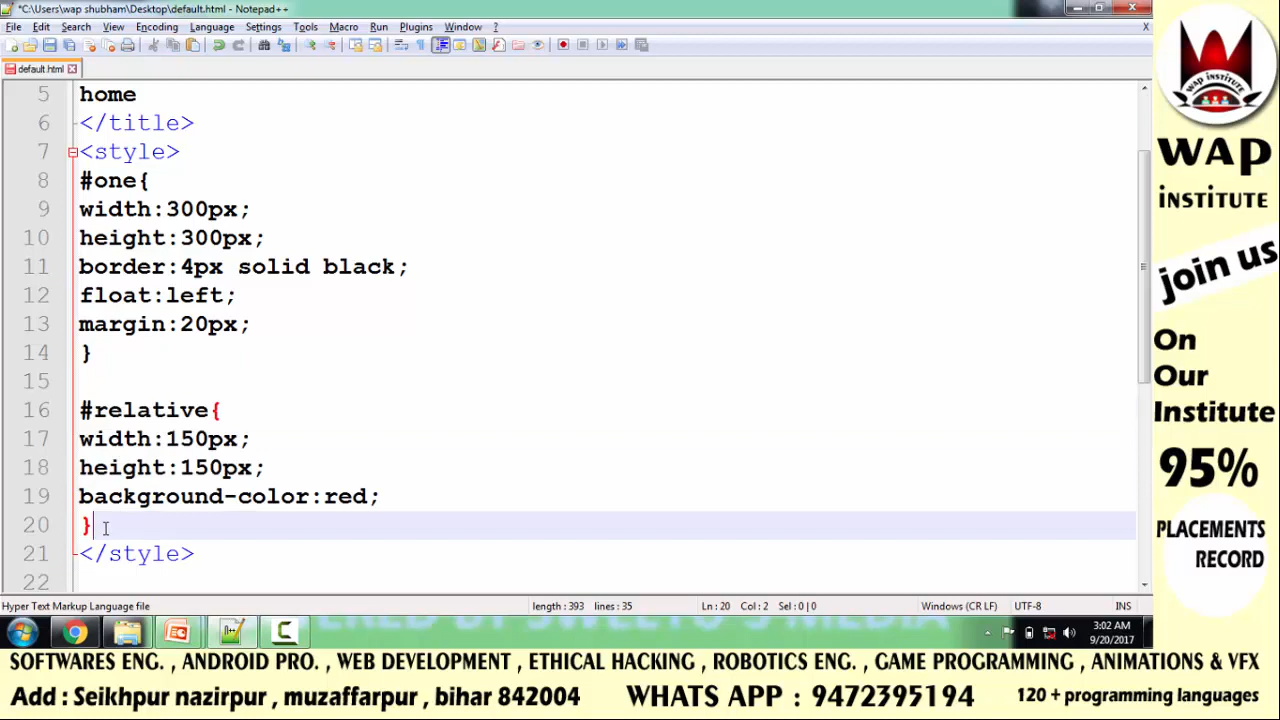 *C:\Users\wap shubham\Desktop\default.html - Notepad++
File Edit Search View Encoding Language Settings Tools Macro Run Plugins Window ?
X
default.html
5 home
6 </title>
7 <style>
8 #one{
9 width:300px;
10 height:300px;
11 border:4px solid black;
12 float:left;
13 margin:20px;
14 }
15
16 #relative{
17 width:150px;
18 height:150px;
19 background-color:red;
20 }
21 </style>
22
Hyper Text Markup Language file length : 393 lines : 35 Ln : 20 Col : 2 Sel : 0 | 0 Windows (CR LF) UTF-8 INS
3:02 AM
9/20/2017
wap institute
WAP
institute
join us
On
Our
Institute
95%
PLACEMENTS
RECORD
SOFTWARES ENG. , ANDROID PRO. , WEB DEVELOPMENT , ETHICAL HACKING , ROBOTICS ENG. , GAME PROGRAMMING , ANIMATIONS & VFX
Add : Seikhpur nazirpur , muzaffarpur , bihar 842004 WHATS APP : 9472395194 120 + programming languages